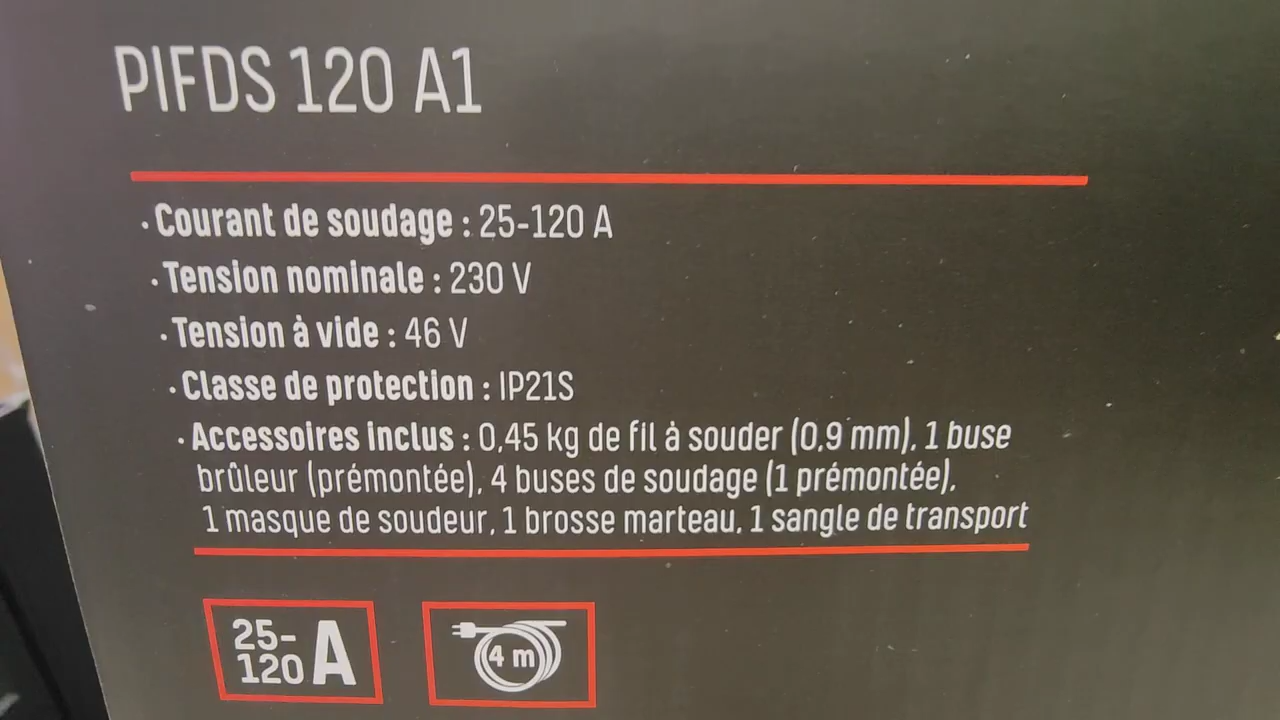 PIFDS 120 A1
· Courant de soudage : 25-120 A
· Tension nominale : 230 V
· Tension à vide : 46 V
· Classe de protection : IP21S
· Accessoires inclus : 0,45 kg de fil à souder (0,9 mm), 1 buse
brûleur (prémontée), 4 buses de soudage (1 prémontée),
1 masque de soudeur, 1 brosse marteau, 1 sangle de transport
25-
120 A
4 m